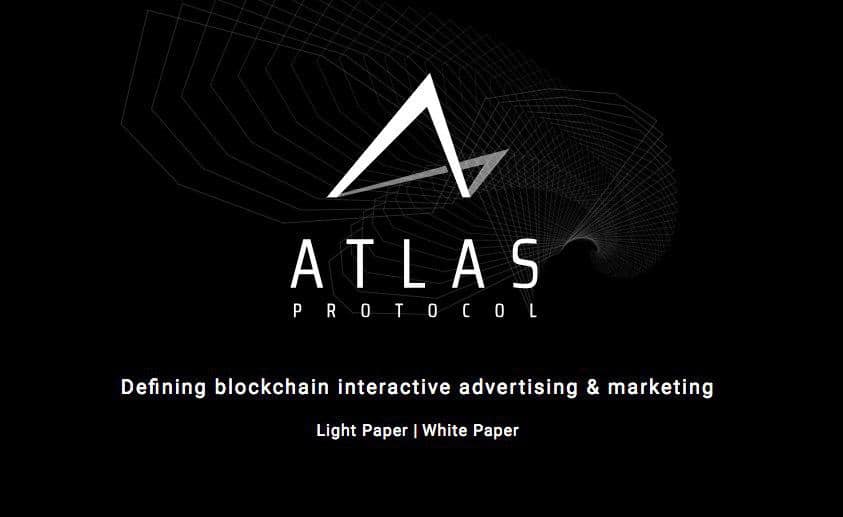 ATLAS
PROTOCOL
Defining blockchain interactive advertising & marketing
Light Paper | White Paper